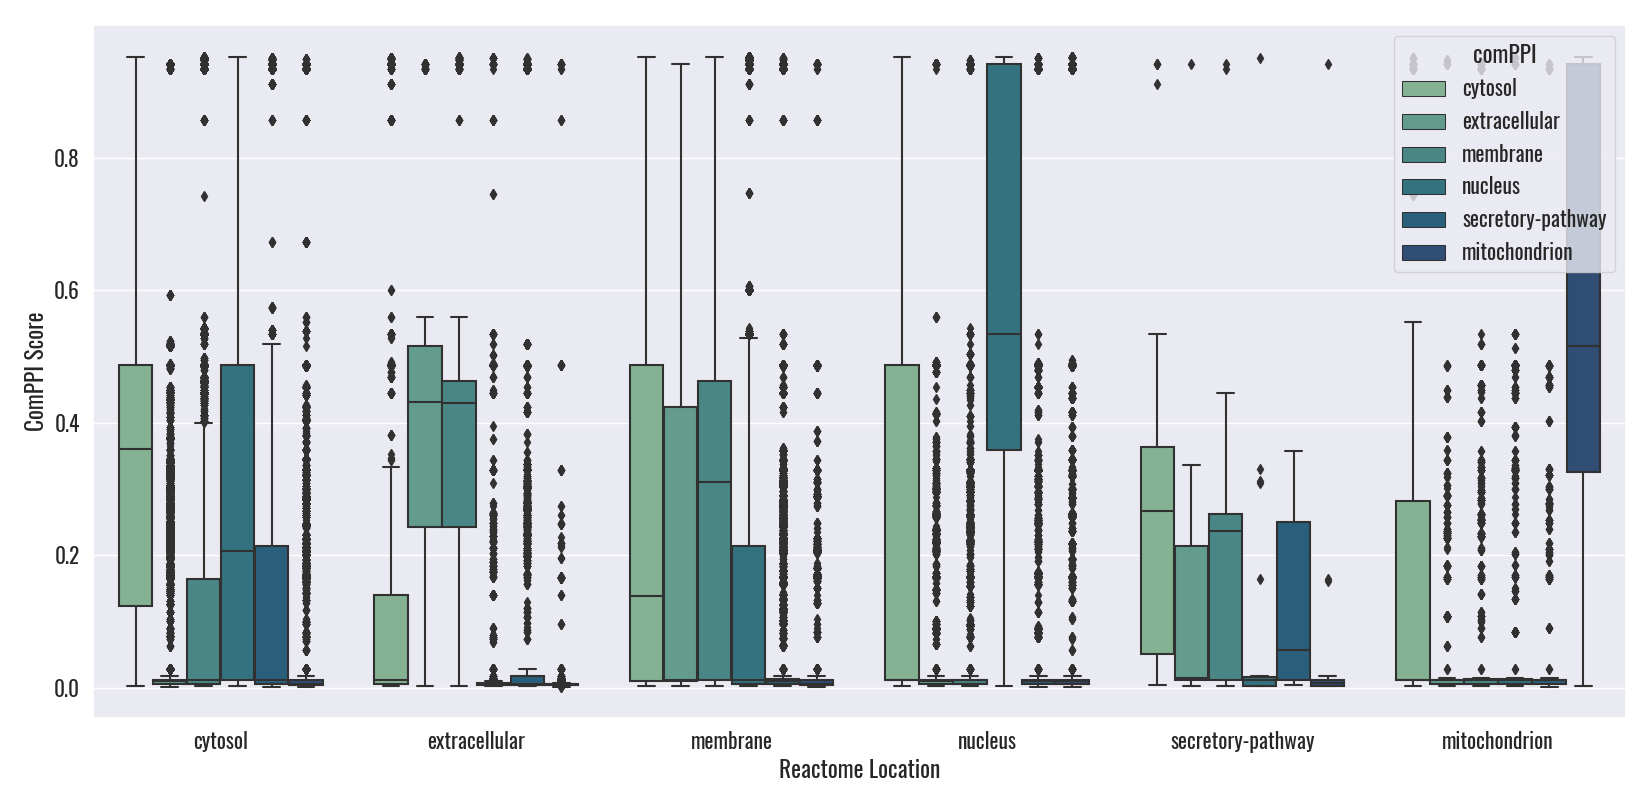 comPPI
cytosol
extracellular
membrane
nucleus
secretory-pathway
mitochondrion
ComPPI Score
0.8
0.6
0.4
0.2
0.0
cytosol
extracellular
membrane
nucleus
secretory-pathway
mitochondrion
Reactome Location